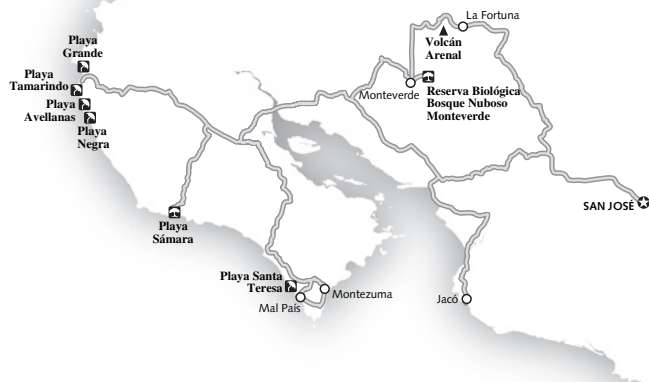 La Fortuna
Volcán
Arenal
Playa
Grande
Playa
Tamarindo
Playa
Avellanas
Playa
Negra
Monteverde
Reserva Biológica
Bosque Nuboso
Monteverde
SAN JOSÉ
Playa
Sámara
Playa Santa
Teresa
Montezuma
Mal País
Jacó